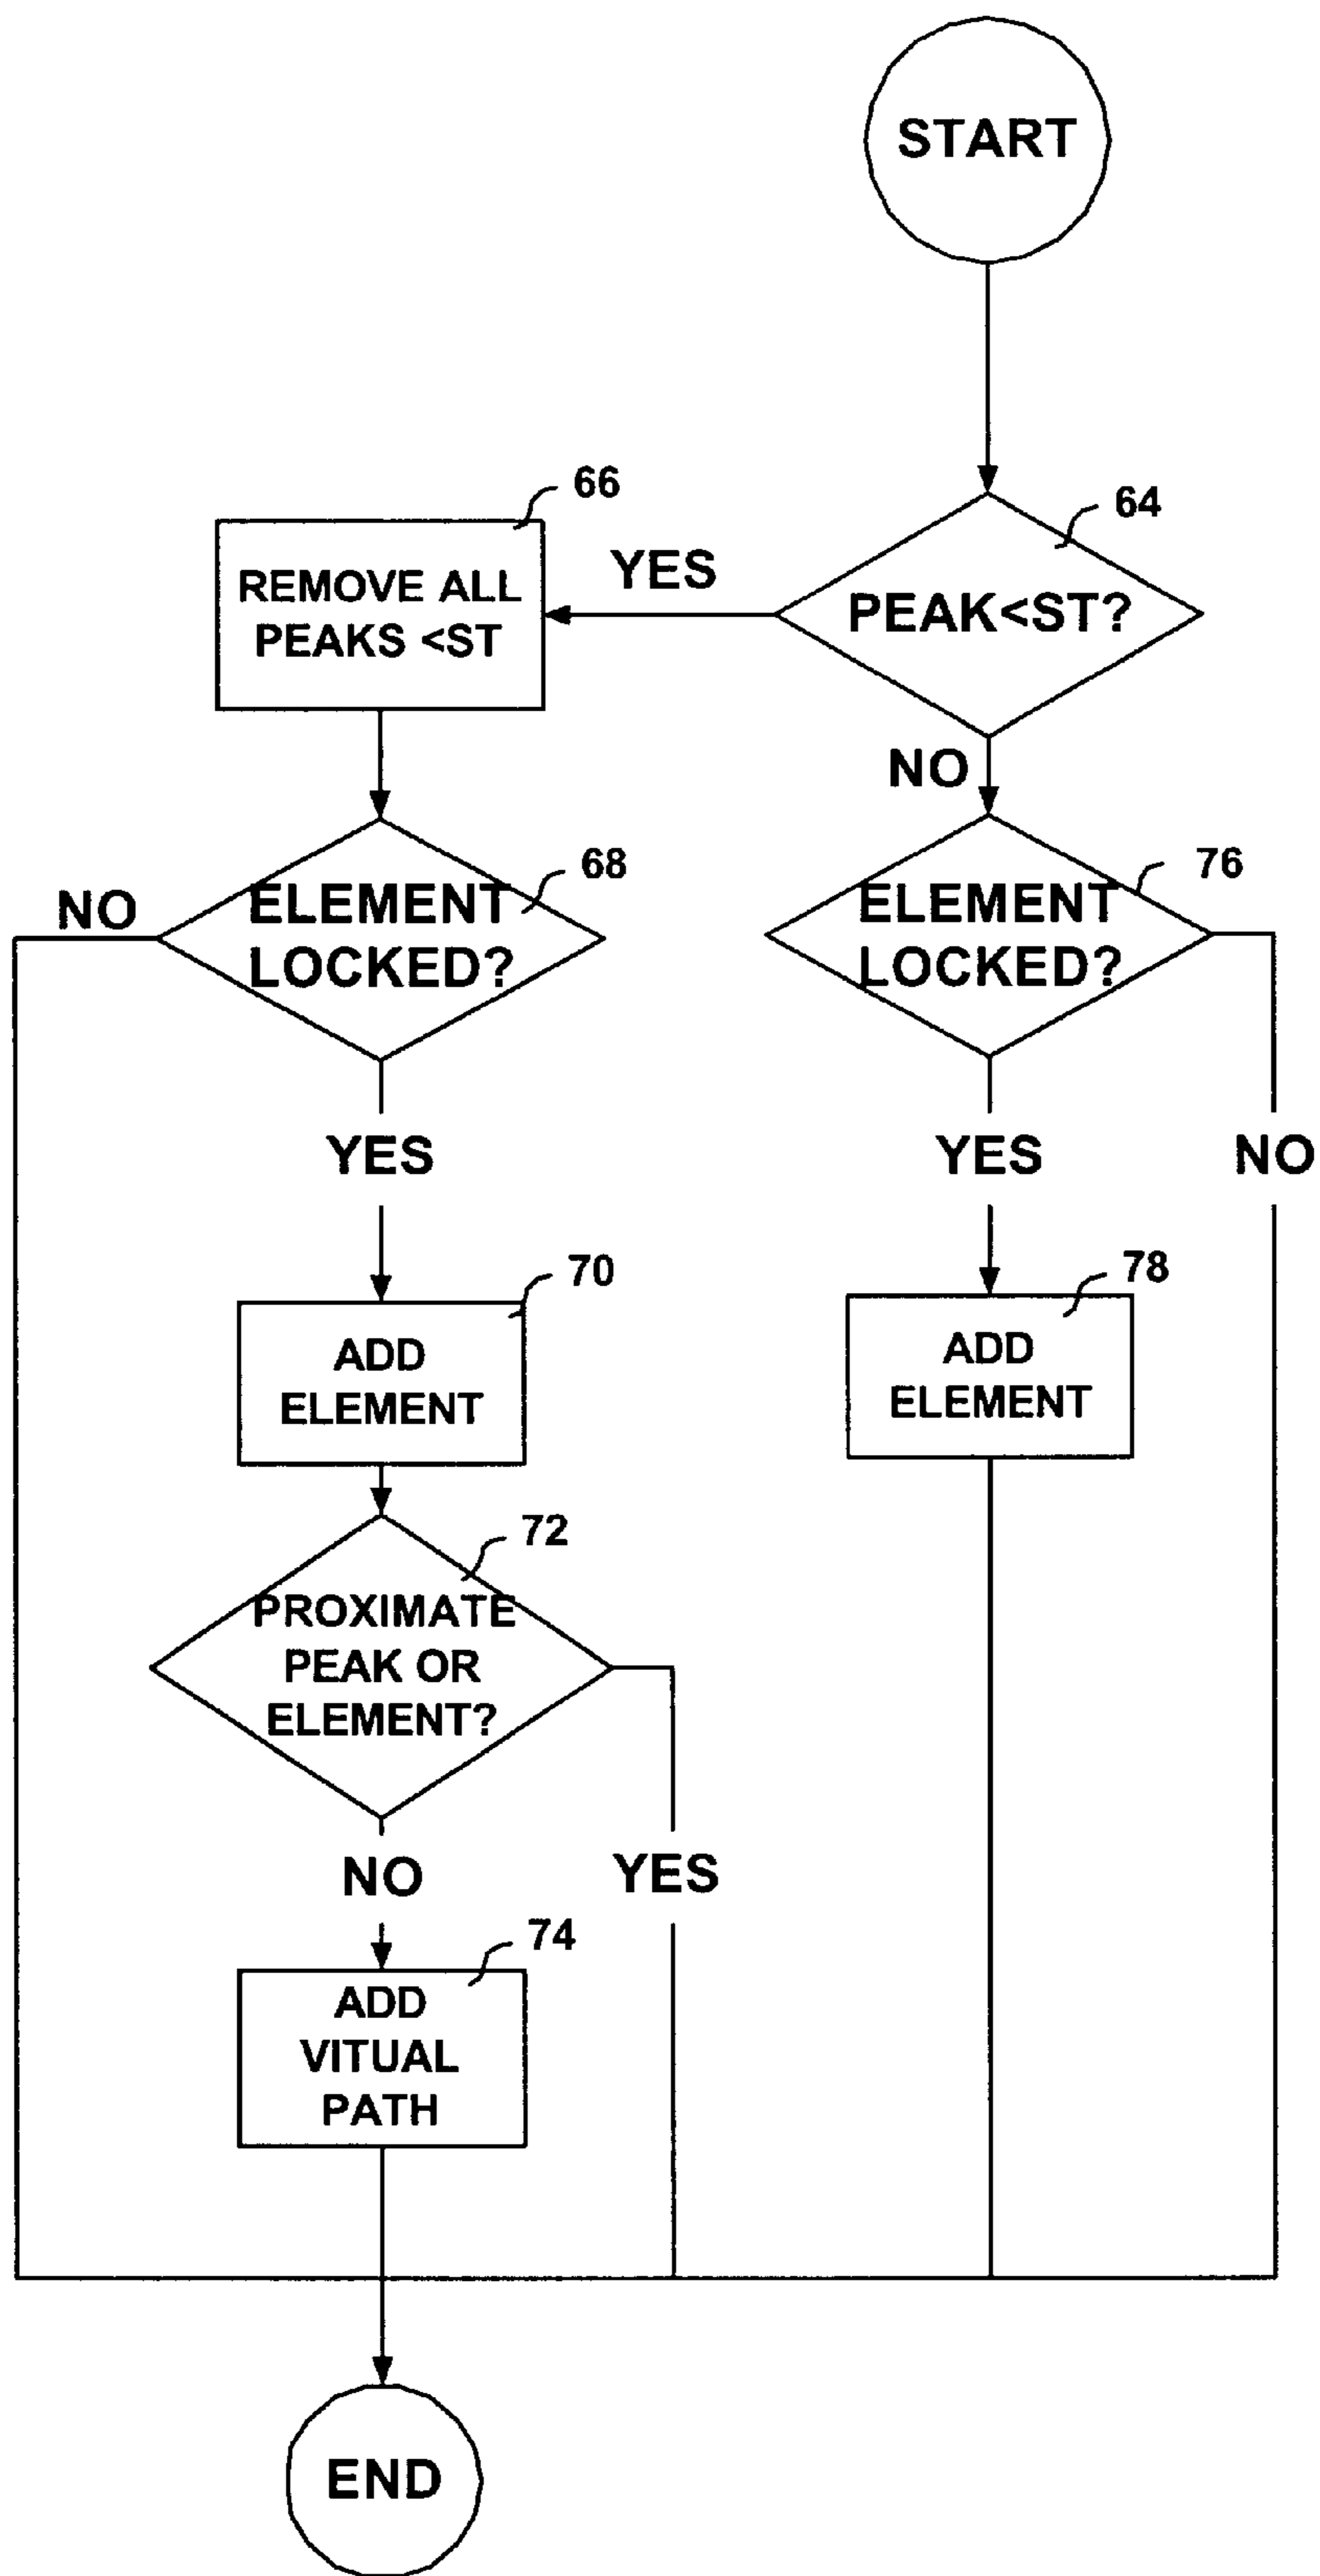 START
64
PEAK<ST?
YES
NO
66
REMOVE ALL
PEAKS <ST
68
ELEMENT
LOCKED?
NO
YES
70
ADD
ELEMENT
72
PROXIMATE
PEAK OR
ELEMENT?
NO
YES
74
ADD
VITUAL
PATH
76
ELEMENT
LOCKED?
YES
NO
78
ADD
ELEMENT
END